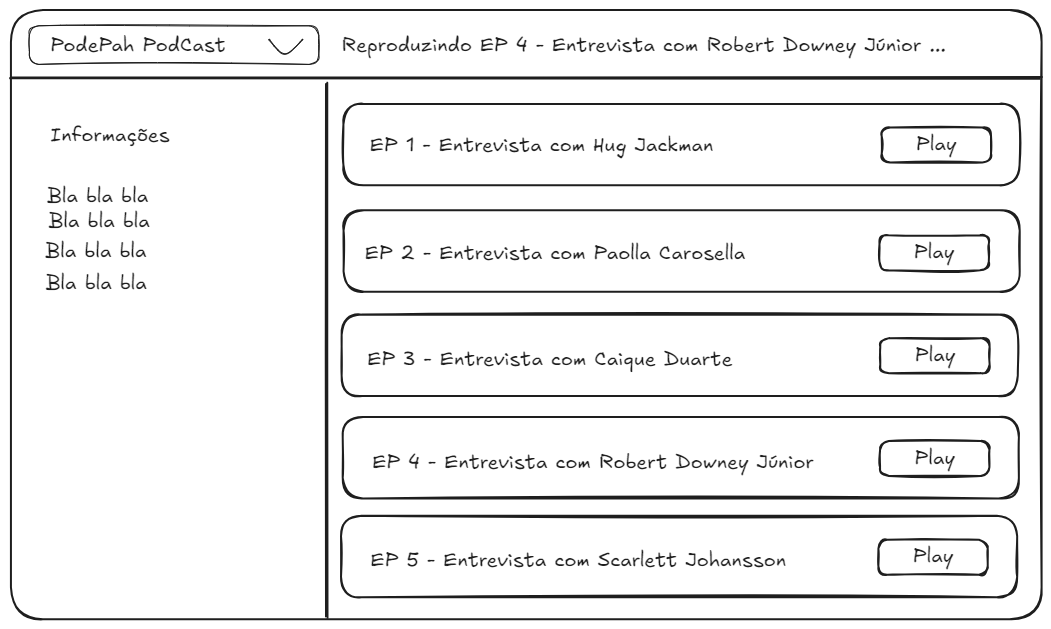 PodePah PodCast
Reproduzindo EP 4 - Entrevista com Robert Downey Júnior ...
Informações
Bla bla bla
Bla bla bla
Bla bla bla
Bla bla bla
EP 1 - Entrevista com Hug Jackman
Play
EP 2 - Entrevista com Paolla Carosella
Play
EP 3 - Entrevista com Caique Duarte
Play
EP 4 - Entrevista com Robert Downey Júnior
Play
EP 5 - Entrevista com Scarlett Johansson
Play